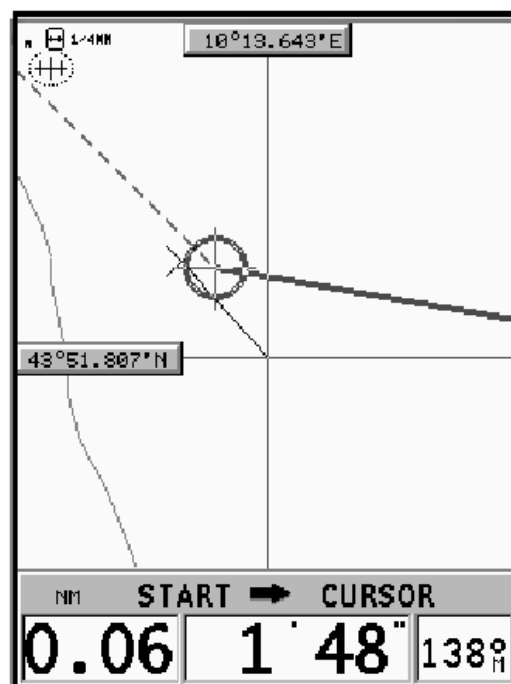 1/4NM
10°13.643'E
43°51.807'N
NM START ➡ CURSOR
0.06 1'48" 138°M